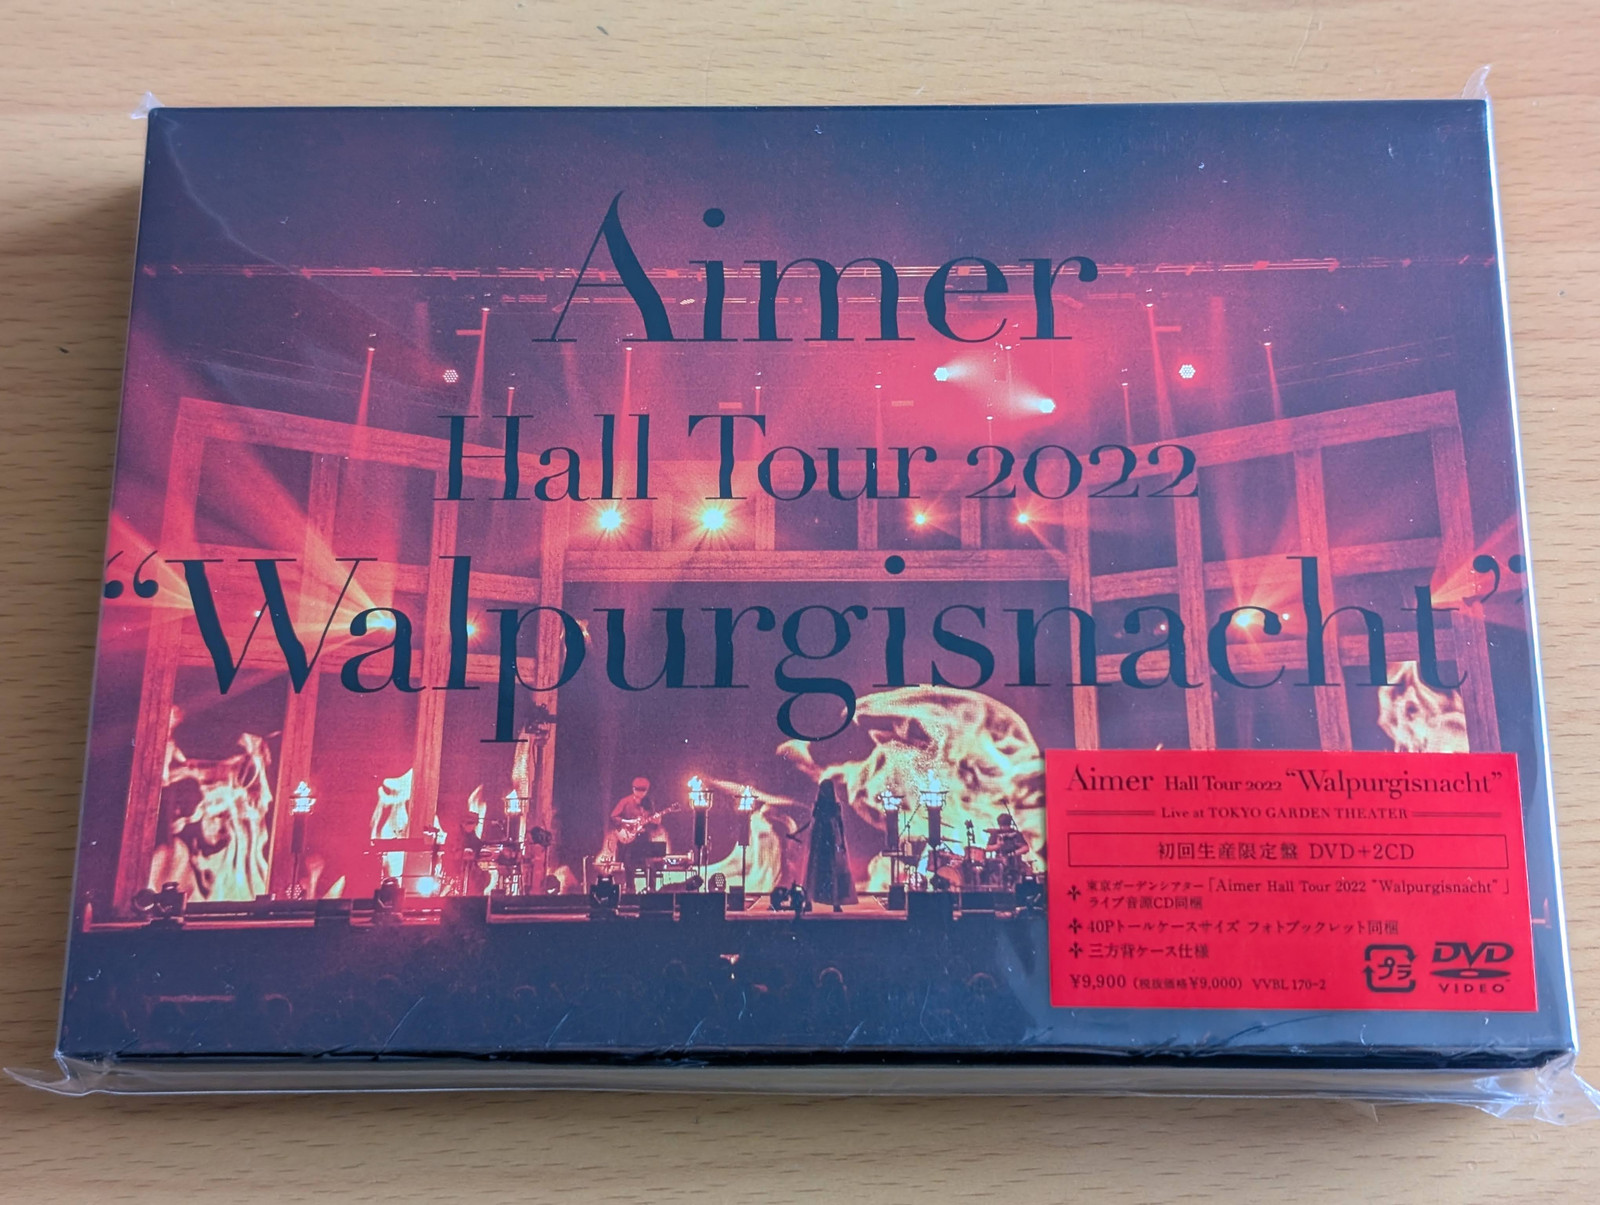 Aimer
Hall Tour 2022
“Walpurgisnacht”
Aimer Hall Tour 2022 “Walpurgisnacht”
Live at TOKYO GARDEN THEATER
初回生産限定盤 DVD+2CD
東京ガーデンシアター「Aimer Hall Tour 2022 "Walpurgisnacht"」
ライブ音源CD同梱
40Pトールケースサイズ フォトブックレット同梱
三方背ケース仕様
¥9,900 (税抜価格¥9,000) VVBL 170-2
プラ
DVD
VIDEO